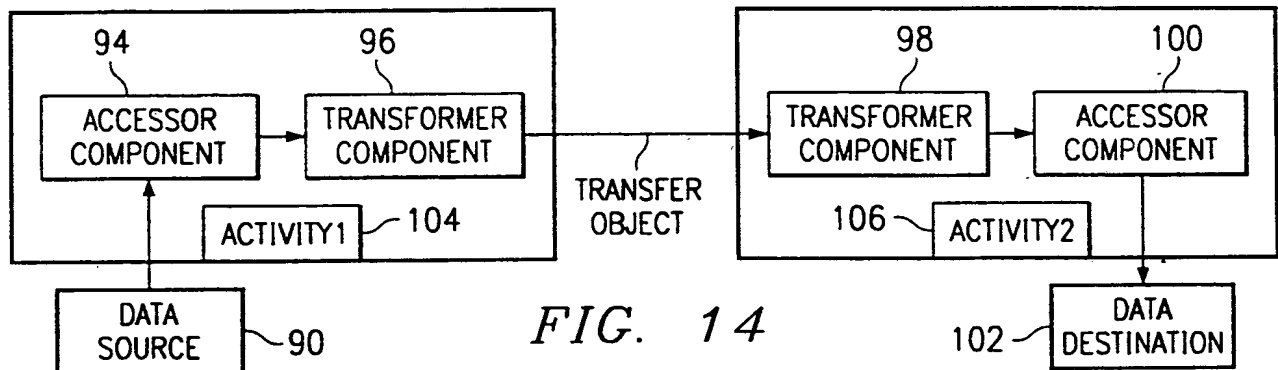 94
96
98
100
ACCESSOR
COMPONENT
TRANSFORMER
COMPONENT
TRANSFER
OBJECT
TRANSFORMER
COMPONENT
ACCESSOR
COMPONENT
ACTIVITY1
104
106
ACTIVITY2
DATA
SOURCE
90
FIG. 14
102
DATA
DESTINATION